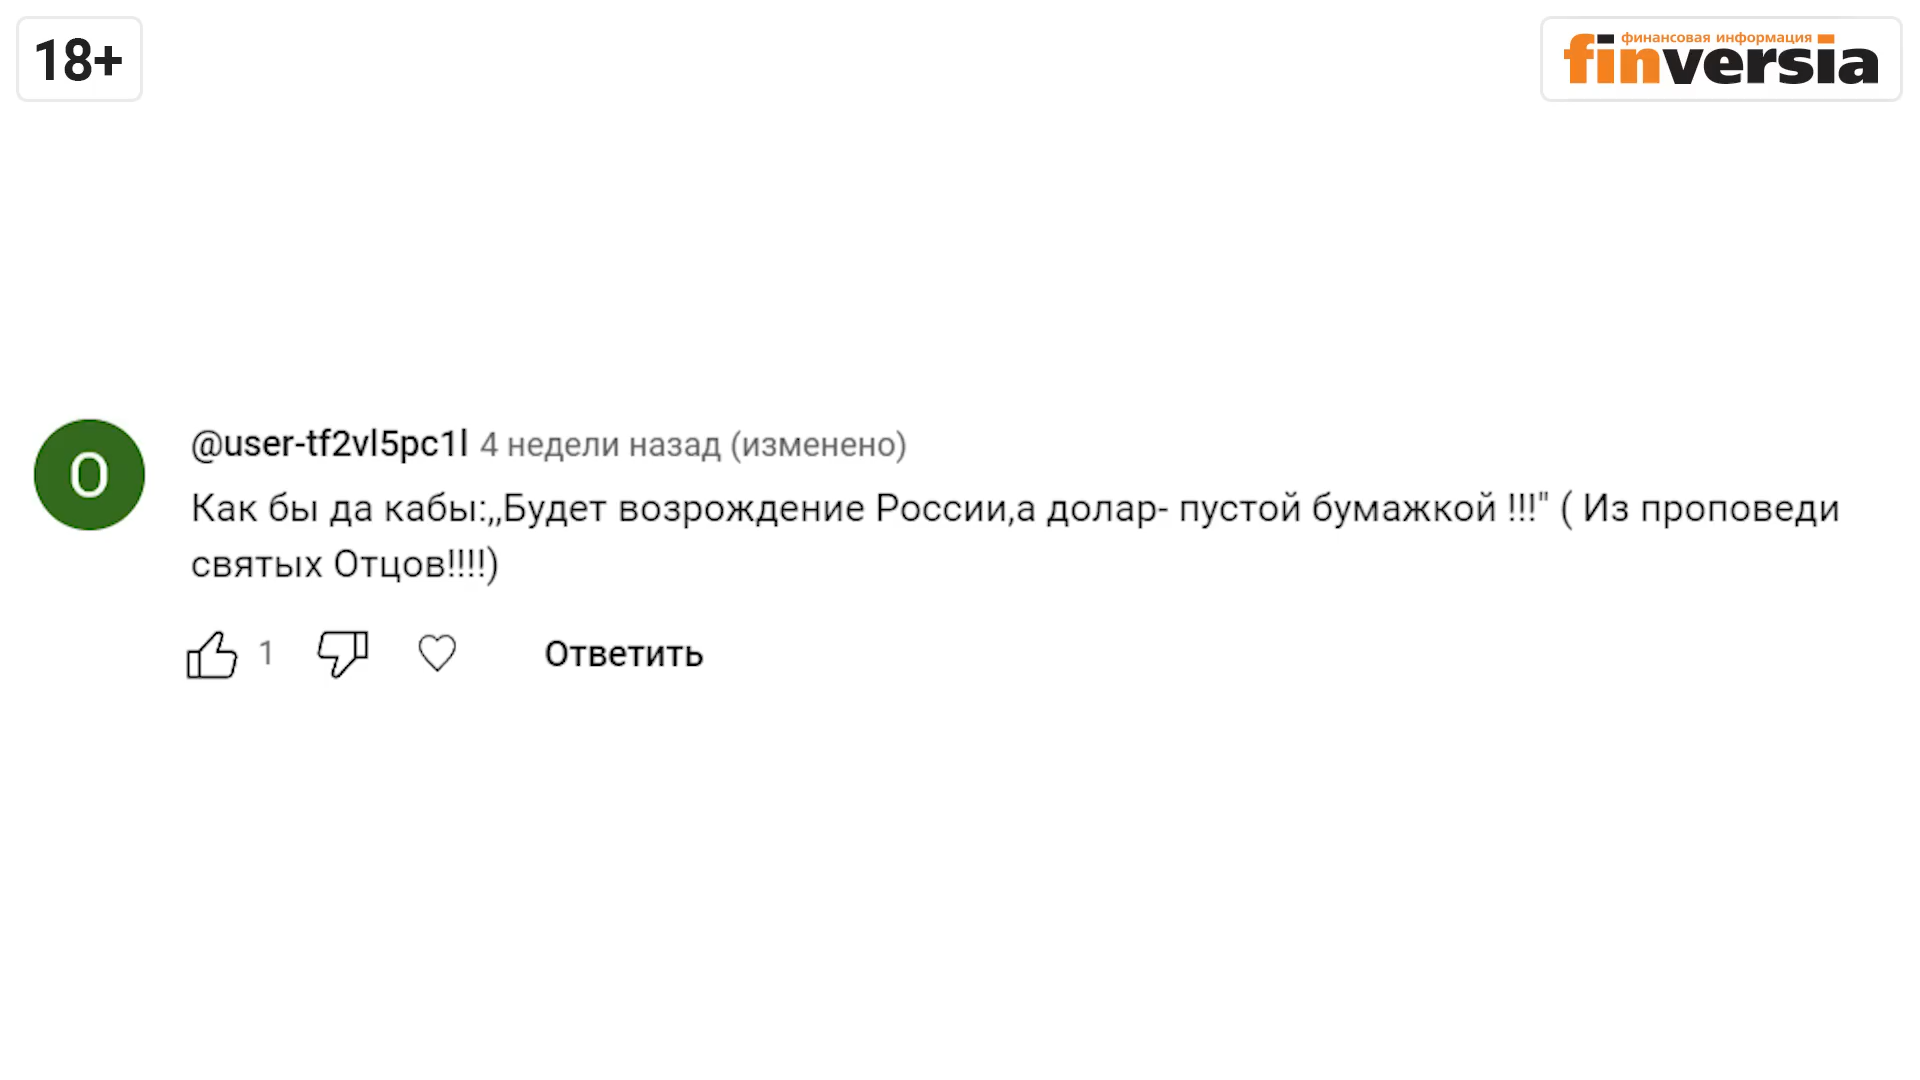 18+
финансовая информация
finversia
O
@user-tf2vl5pc1l 4 недели назад (изменено)
Как бы да кабы:,,Будет возрождение России,а долар- пустой бумажкой !!!" ( Из проповеди
святых Отцов!!!!)
1 Ответить